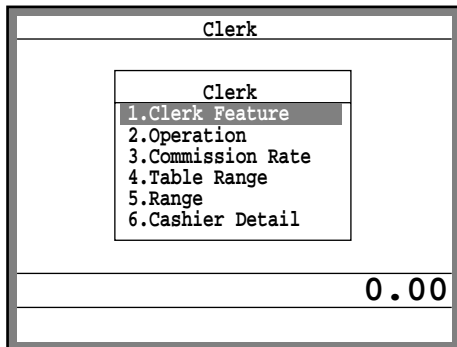 Clerk
Clerk
1.Clerk Feature
2.Operation
3.Commission Rate
4.Table Range
5.Range
6.Cashier Detail
0.00